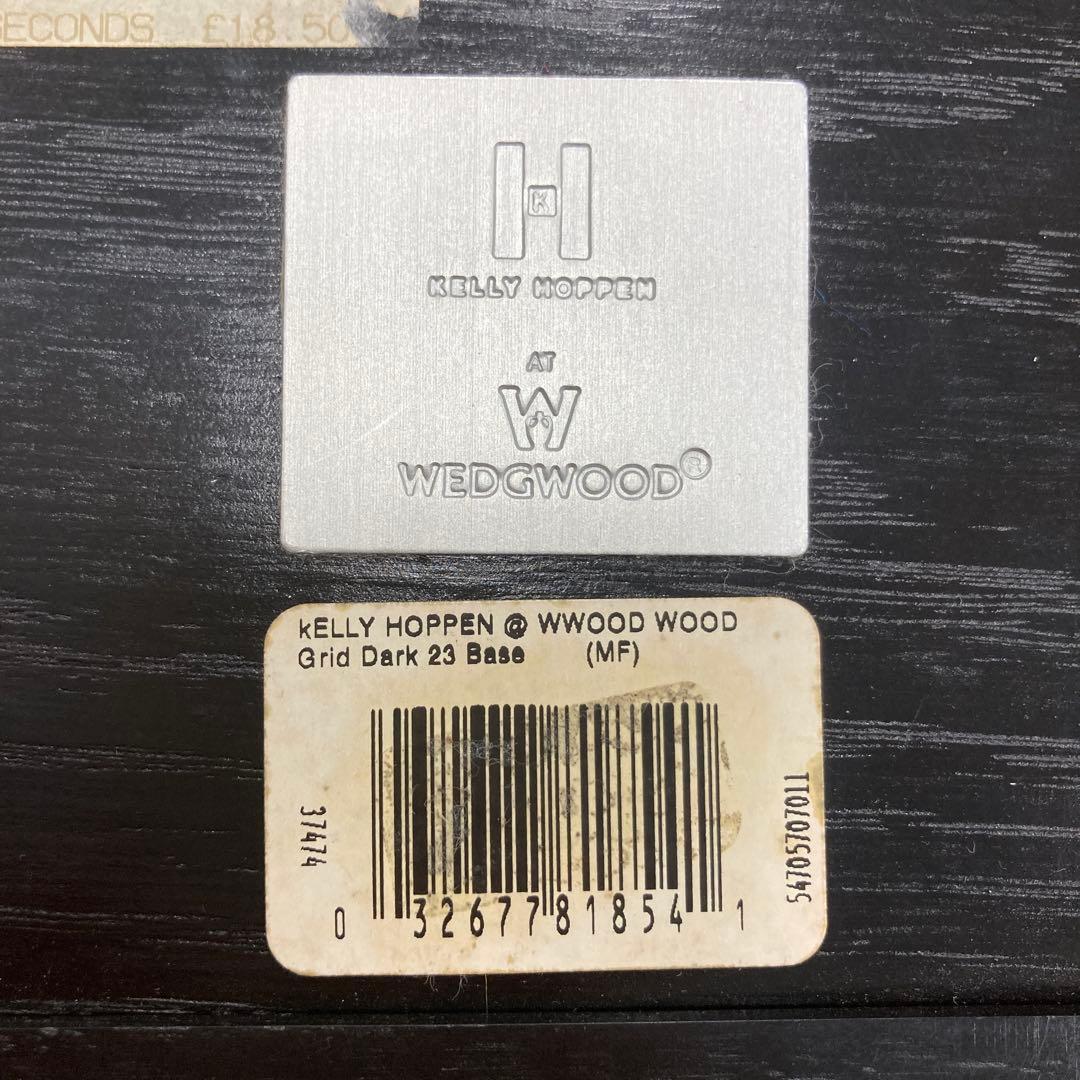 SECONDS £18.50
H
K
KELLY HOPPEN
AT
W
WEDGWOOD®
kELLY HOPPEN @ WWOOD WOOD
Grid Dark 23 Base (MF)
37474
5470570701 1
0 32677 81854 1